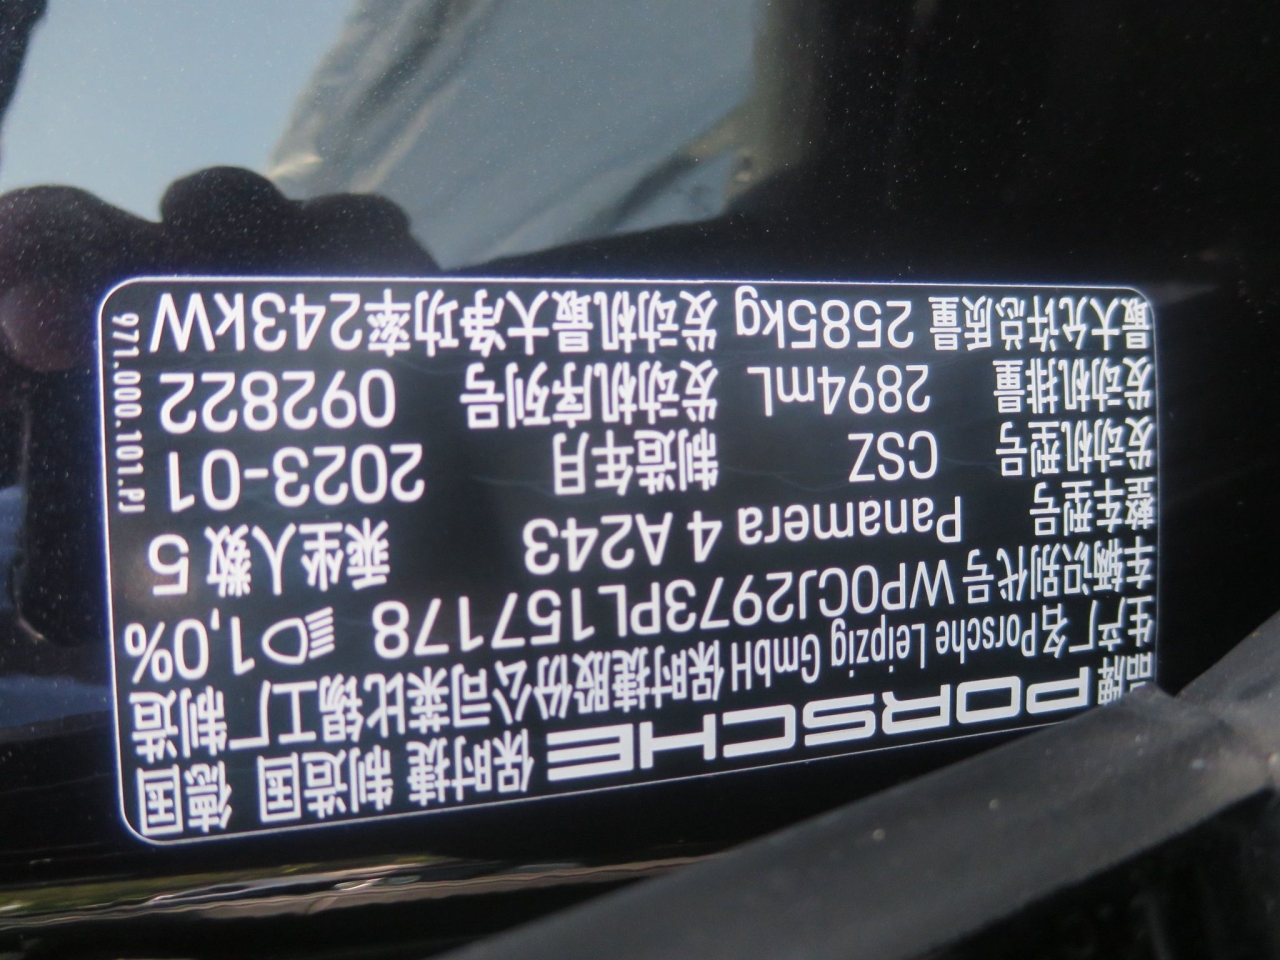 品牌 PORSCHE 保时捷 制造国 德国
生产厂名 Porsche Leipzig GmbH 保时捷股份公司莱比锡工厂 制造
车辆识别代号 WP0CJ2973PL157178 1,0%
整车型号 Panamera 4 A243 乘坐人数 5
发动机型号 CSZ 制造年月 2023-01
发动机排量 2894mL 发动机序列号 092822
最大允许总质量 2585kg 发动机最大净功率 243kW
971.000.101.PJ